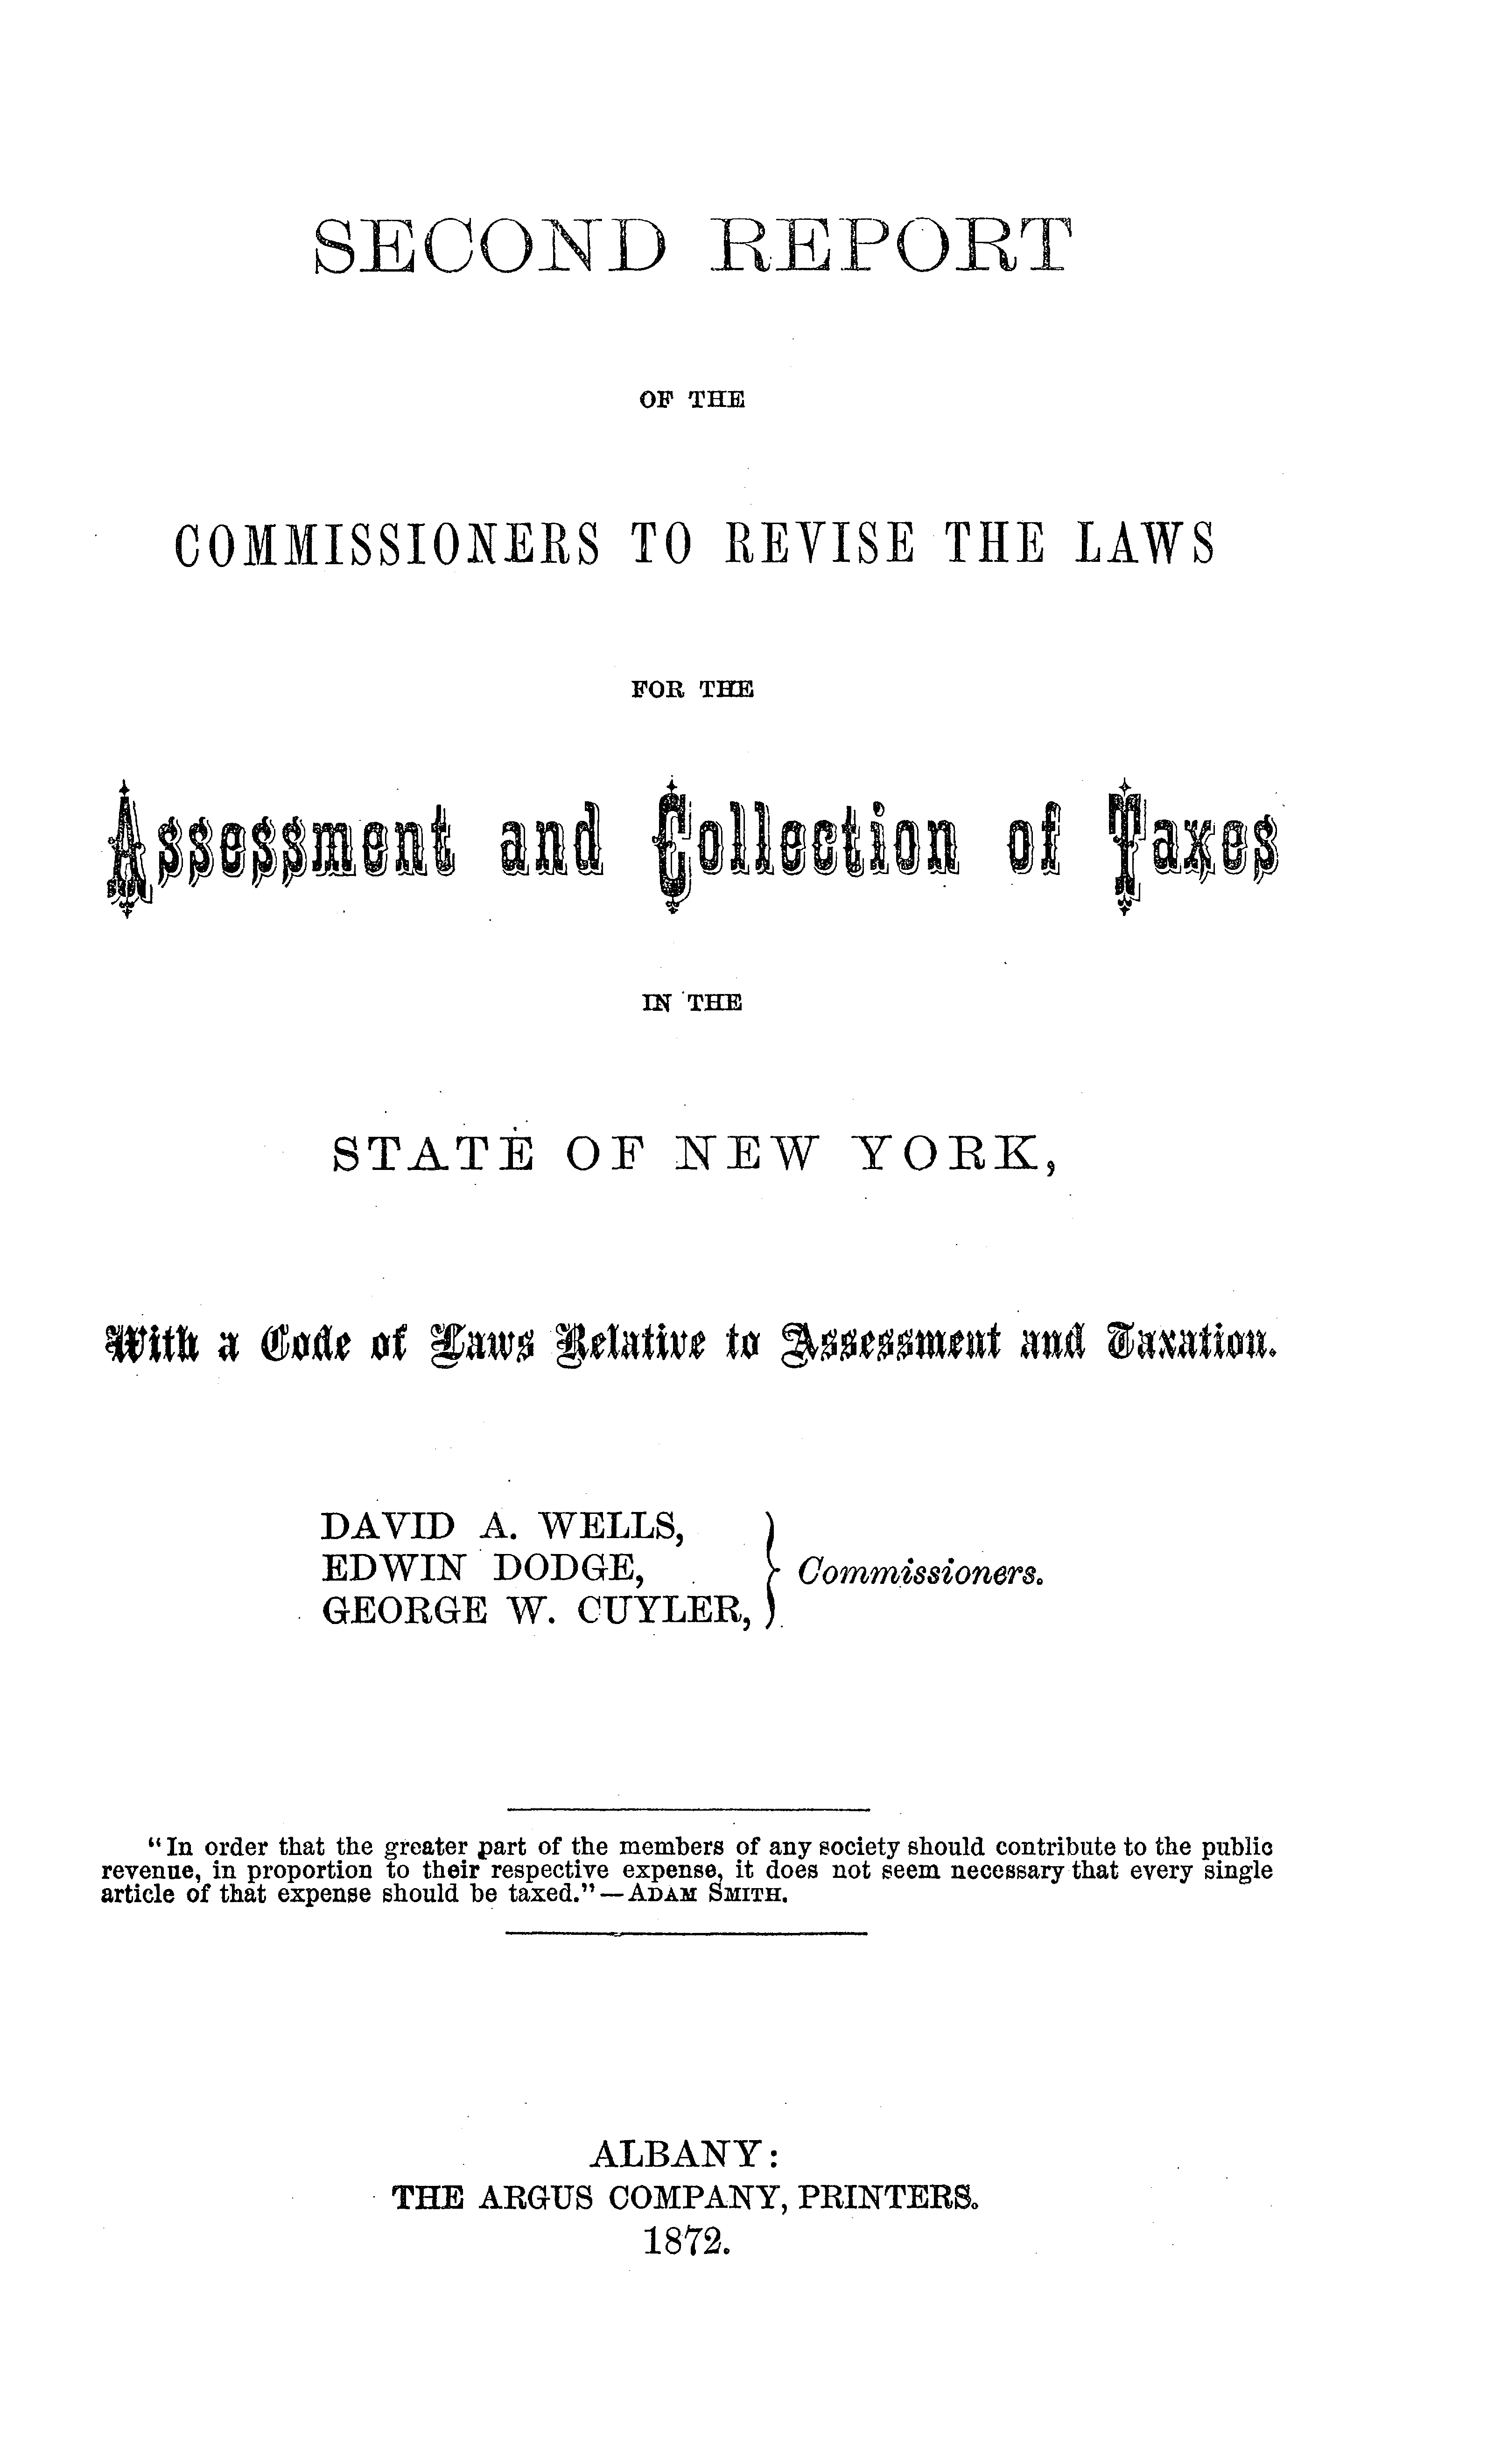 SECOND REPORT
OF THE
COMMISSIONERS TO REVISE THE LAWS
FOR THE
Assessment and Collection of Taxes
IN THE
STATE OF NEW YORK,
With a Code of Laws Relative to Assessment and Taxation.
DAVID A. WELLS,
EDWIN DODGE,
GEORGE W. CUYLER,
Commissioners.
"In order that the greater part of the members of any society should contribute to the public
revenue, in proportion to their respective expense, it does not seem necessary that every single
article of that expense should be taxed."—ADAM SMITH.
ALBANY:
THE ARGUS COMPANY, PRINTERS.
1872.